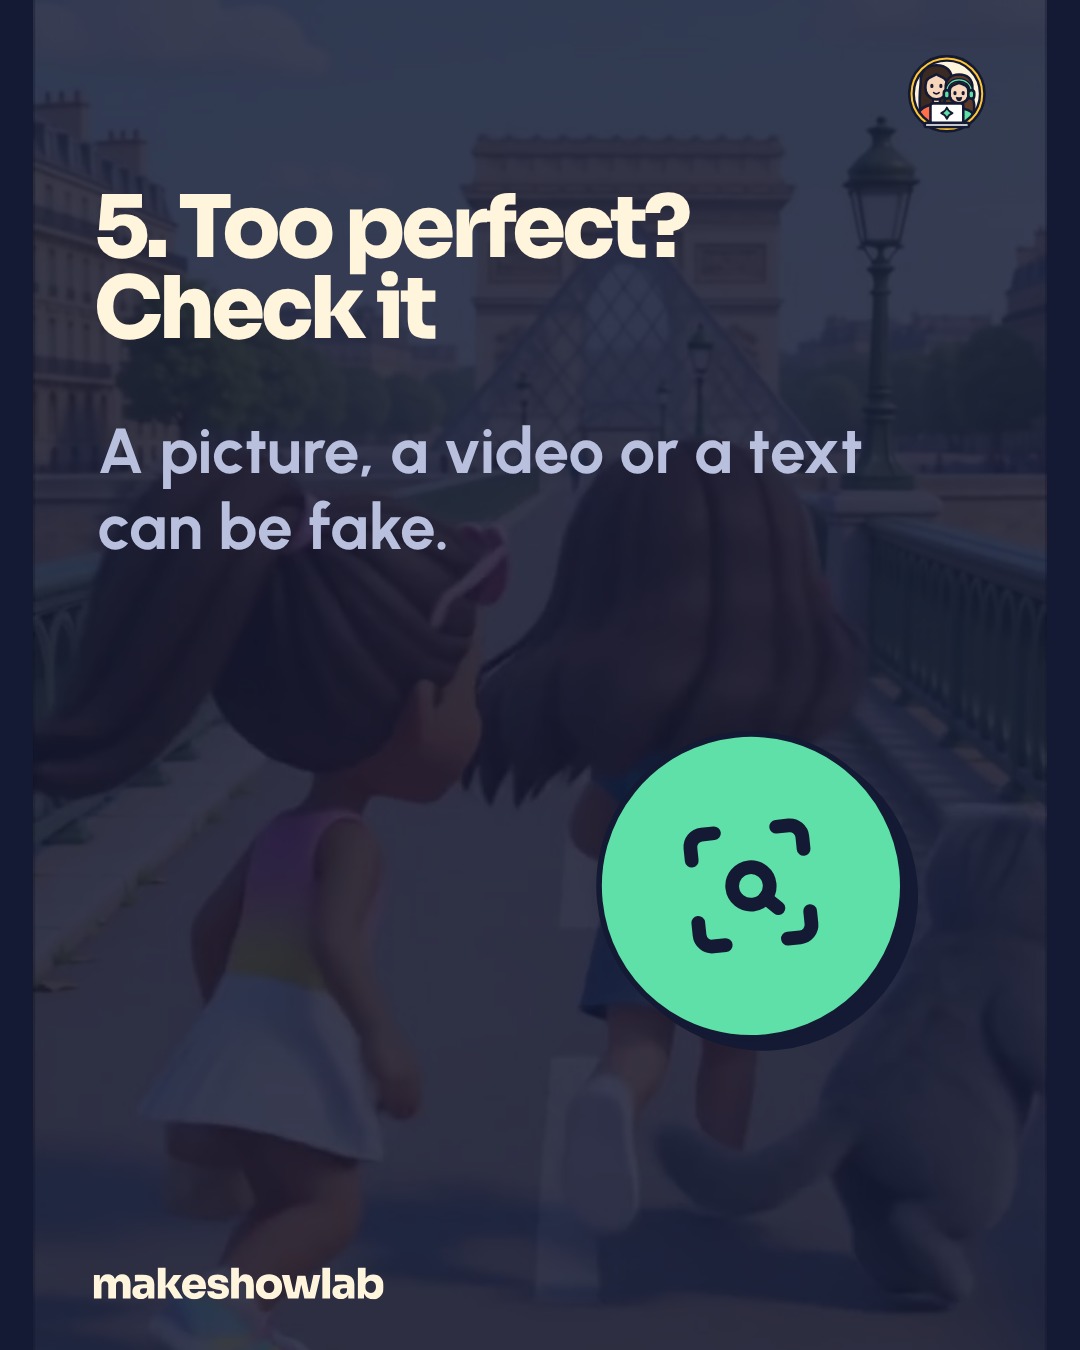 5. Too perfect?
Check it
A picture, a video or a text
can be fake.
makeshowlab